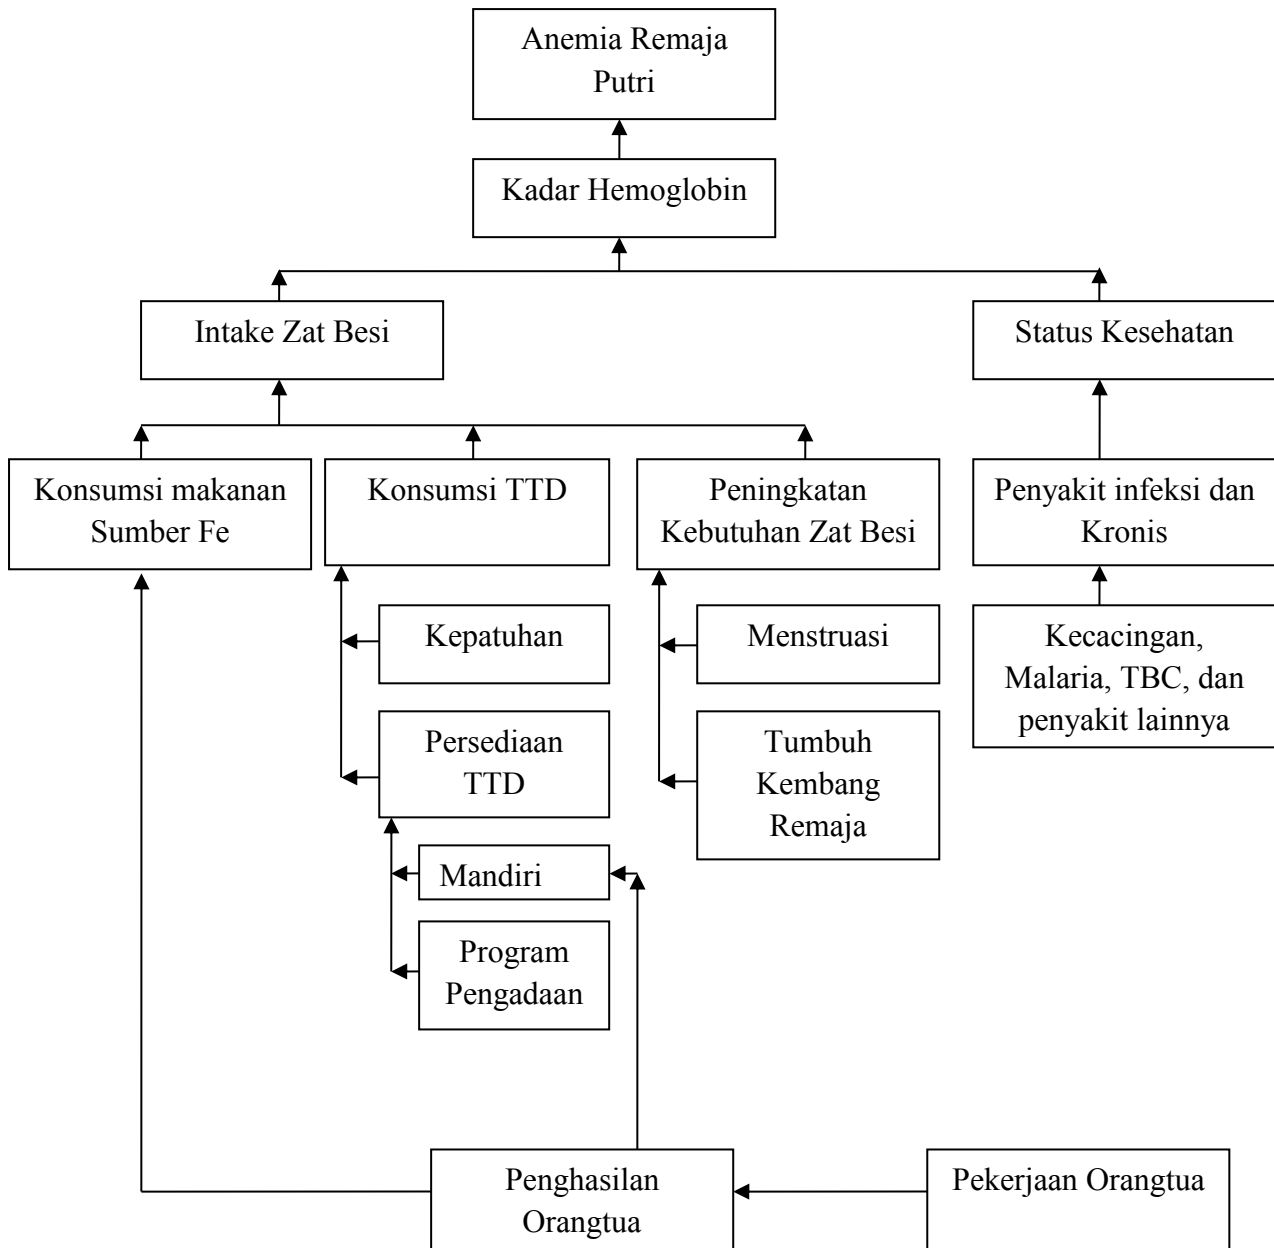 Anemia Remaja
Putri
Kadar Hemoglobin
Intake Zat Besi
Status Kesehatan
Konsumsi makanan
Sumber Fe
Konsumsi TTD
Peningkatan
Kebutuhan Zat Besi
Penyakit infeksi dan
Kronis
Kepatuhan
Menstruasi
Kecacingan,
Malaria, TBC, dan
penyakit lainnya
Persediaan
TTD
Tumbuh
Kembang
Remaja
Mandiri
Program
Pengadaan
Penghasilan
Orangtua
Pekerjaan Orangtua